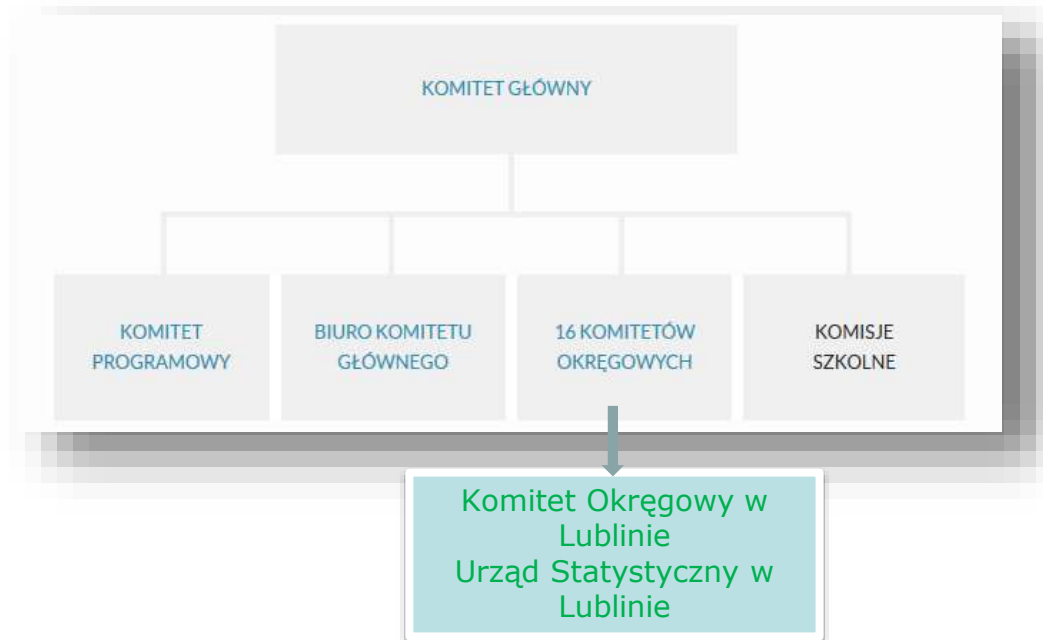 KOMITET GŁÓWNY
KOMITET
PROGRAMOWY
BIURO KOMITETU
GŁÓWNEGO
16 KOMITETÓW
OKRĘGOWYCH
KOMISJE
SZKOLNE
Komitet Okręgowy w
Lublinie
Urząd Statystyczny w
Lublinie